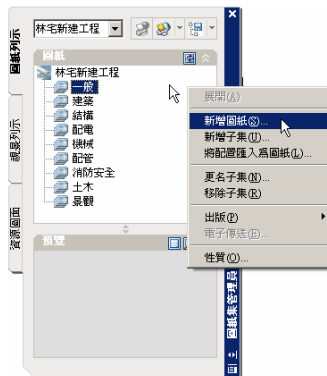 林宅新建工程
圖紙列示
視景列示
資源圖面
圖紙
林宅新建工程
一般
建築
結構
配電
機械
配管
消防安全
土木
景觀
預覽
展開(A)
新增圖紙(S)...
新增子集(U)...
將配置匯入為圖紙(L)...
更名子集(N)...
移除子集(R)
出版(P)
電子傳送(E)...
性質(O)...
圖紙集管理員